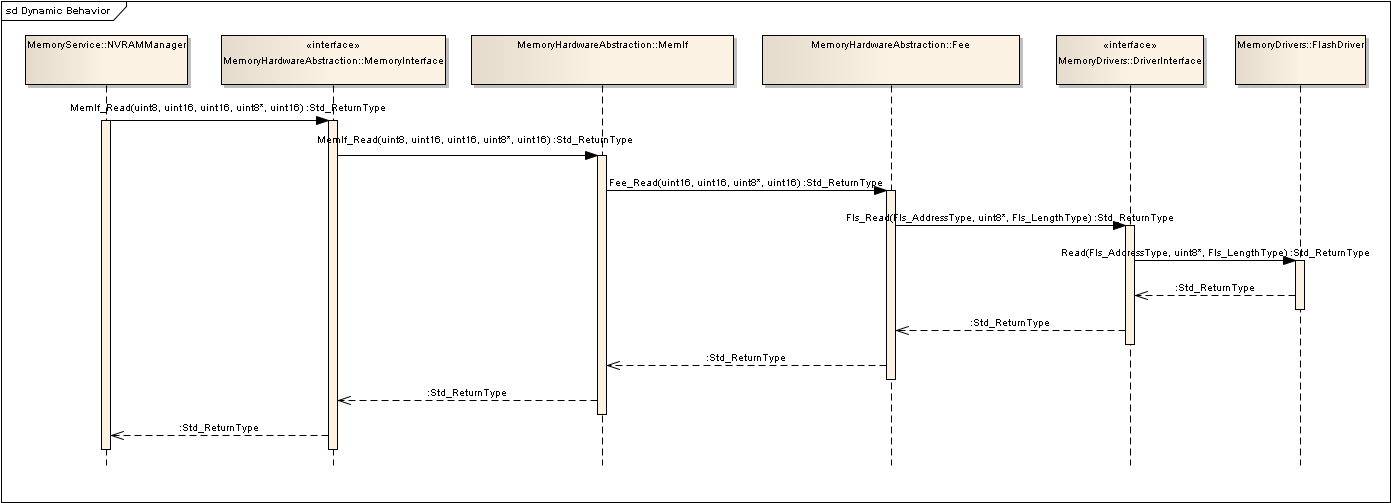 sd Dynamic Behavior
MemoryService::NVRAMManager
«interface»
MemoryHardwareAbstraction::MemoryInterface
MemoryHardwareAbstraction::MemIf
MemoryHardwareAbstraction::Fee
«interface»
MemoryDrivers::DriverInterface
MemoryDrivers::FlashDriver
MemIf_Read(uint8, uint16, uint16, uint8*, uint16) :Std_ReturnType
MemIf_Read(uint8, uint16, uint16, uint8*, uint16) :Std_ReturnType
Fee_Read(uint16, uint16, uint8*, uint16) :Std_ReturnType
Fls_Read(Fls_AddressType, uint8*, Fls_LengthType) :Std_ReturnType
Read(Fls_AddressType, uint8*, Fls_LengthType) :Std_ReturnType
:Std_ReturnType
:Std_ReturnType
:Std_ReturnType
:Std_ReturnType
:Std_ReturnType